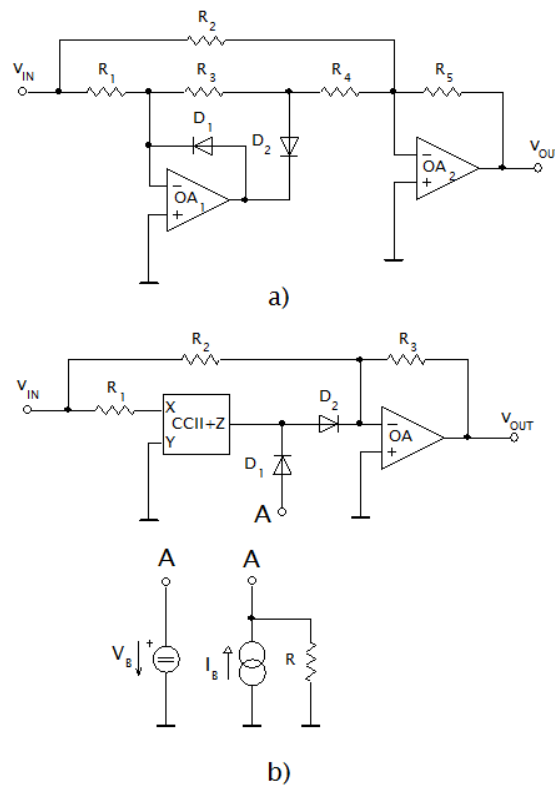 R2
VIN
R1
R3
R4
R5
D1
D2
−
OA1
+
−
OA2
+
VOU
a)
R2
R3
VIN
R1
X
CCII+Z
Y
D2
D1
−
OA
+
VOUT
A
A
A
VB
+
IB
R
b)